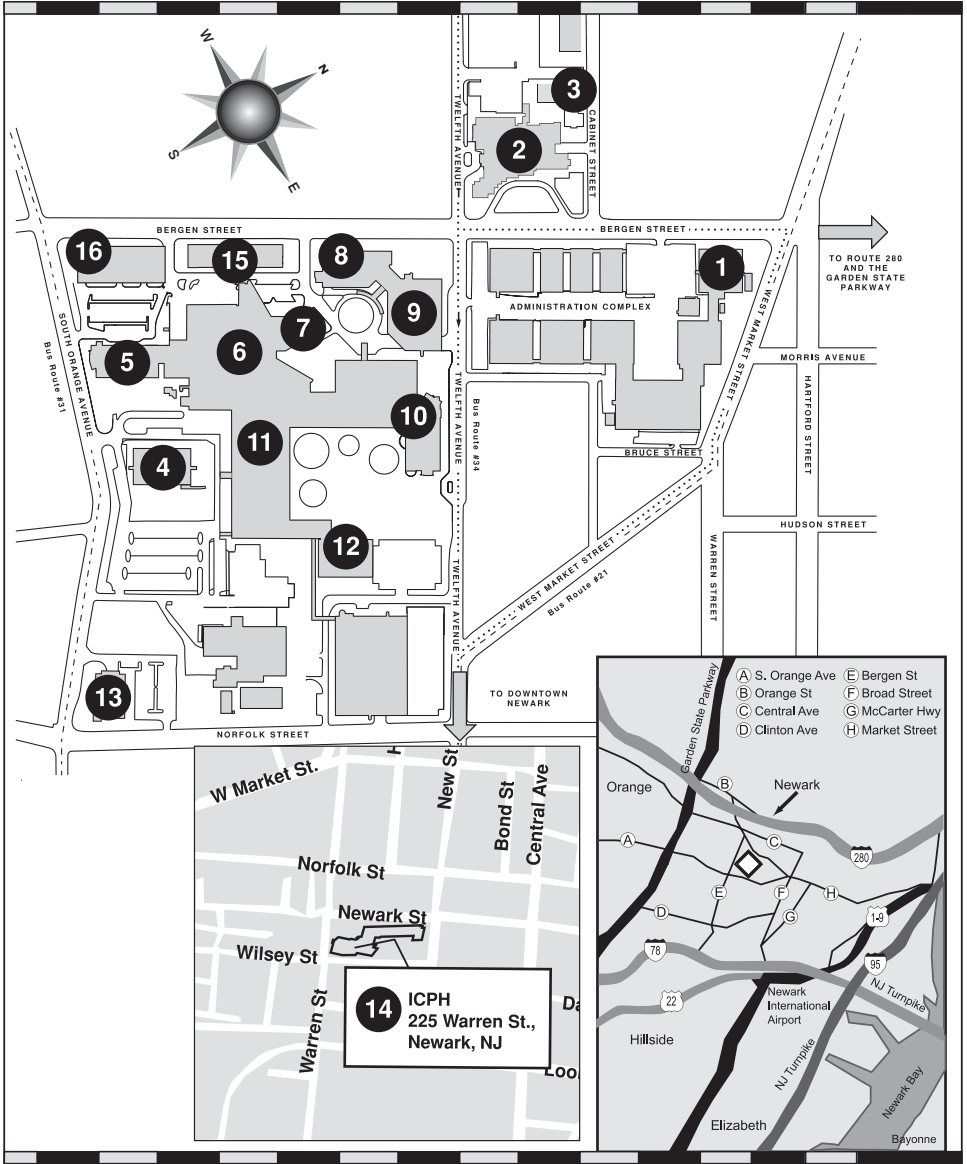 W
N
S
E
3
2
CABINET STREET
TWELFTH AVENUE
BERGEN STREET
BERGEN STREET
16
15
8
1
TO ROUTE 280
AND THE
GARDEN STATE
PARKWAY
ADMINISTRATION COMPLEX
WEST MARKET STREET
9
7
6
5
SOUTH ORANGE AVENUE
Bus Route #31
MORRIS AVENUE
HARTFORD STREET
TWELFTH AVENUE
Bus Route #34
10
11
4
BRUCE STREET
HUDSON STREET
WARREN STREET
WEST MARKET STREET
Bus Route #21
12
TWELFTH AVENUE
13
TO DOWNTOWN
NEWARK
NORFOLK STREET
W Market St.
H
New St
Bond St
Central Ave
Norfolk St
Newark St
Wilsey St
Warren St
14 ICPH
225 Warren St.,
Newark, NJ
Da
Loo
A S. Orange Ave
B Orange St
C Central Ave
D Clinton Ave
E Bergen St
F Broad Street
G McCarter Hwy
H Market Street
Garden State Parkway
Orange
B
Newark
A
C
280
E
F
H
D
G
1-9
78
95
22
NJ Turnpike
Newark
International
Airport
Hillside
NJ Turnpike
Newark Bay
Elizabeth
Bayonne